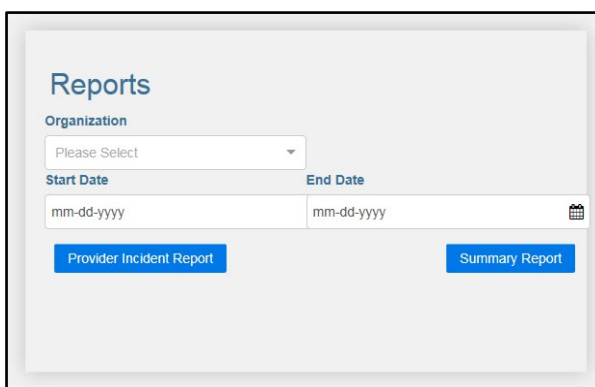 Reports
Organization
Please Select
Start Date End Date
mm-dd-yyyy mm-dd-yyyy
Provider Incident Report Summary Report